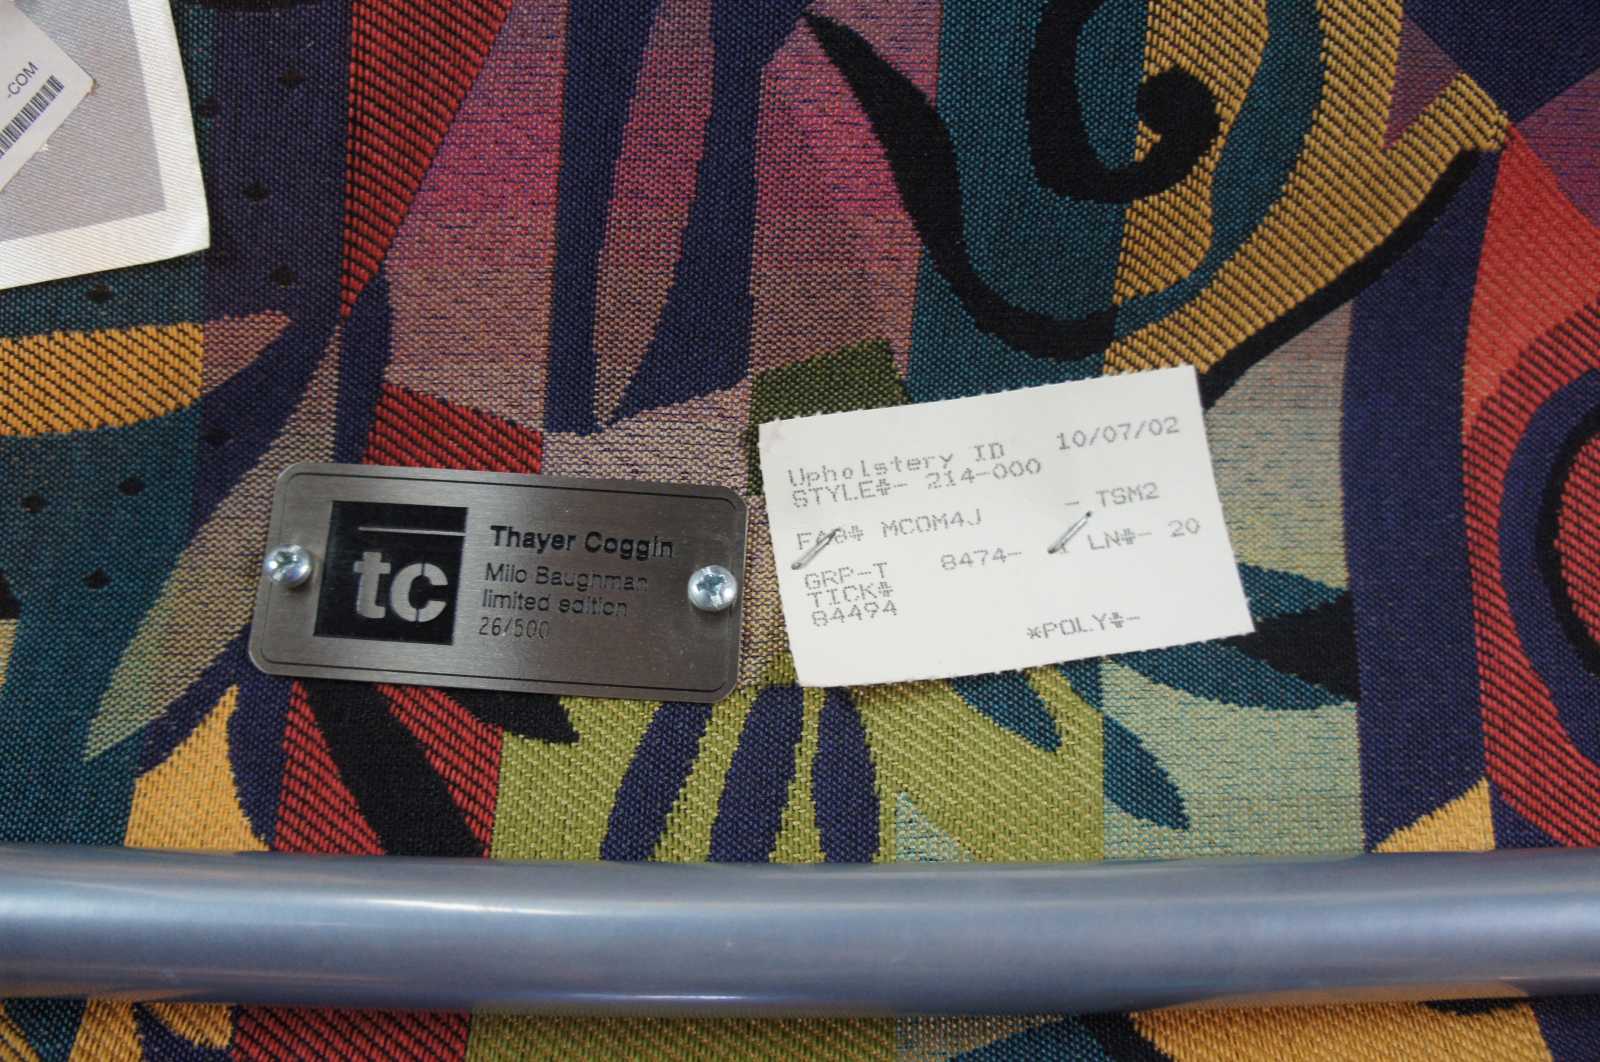 -COM
tc
Thayer Coggin
Milo Baughman
limited edition
26/500
Upholstery ID 10/07/02
STYLE#- 214-000
FAB# MCOM4J - TSM2
GRP-T 8474- LN#- 20
TICK#
84494
*POLY#-